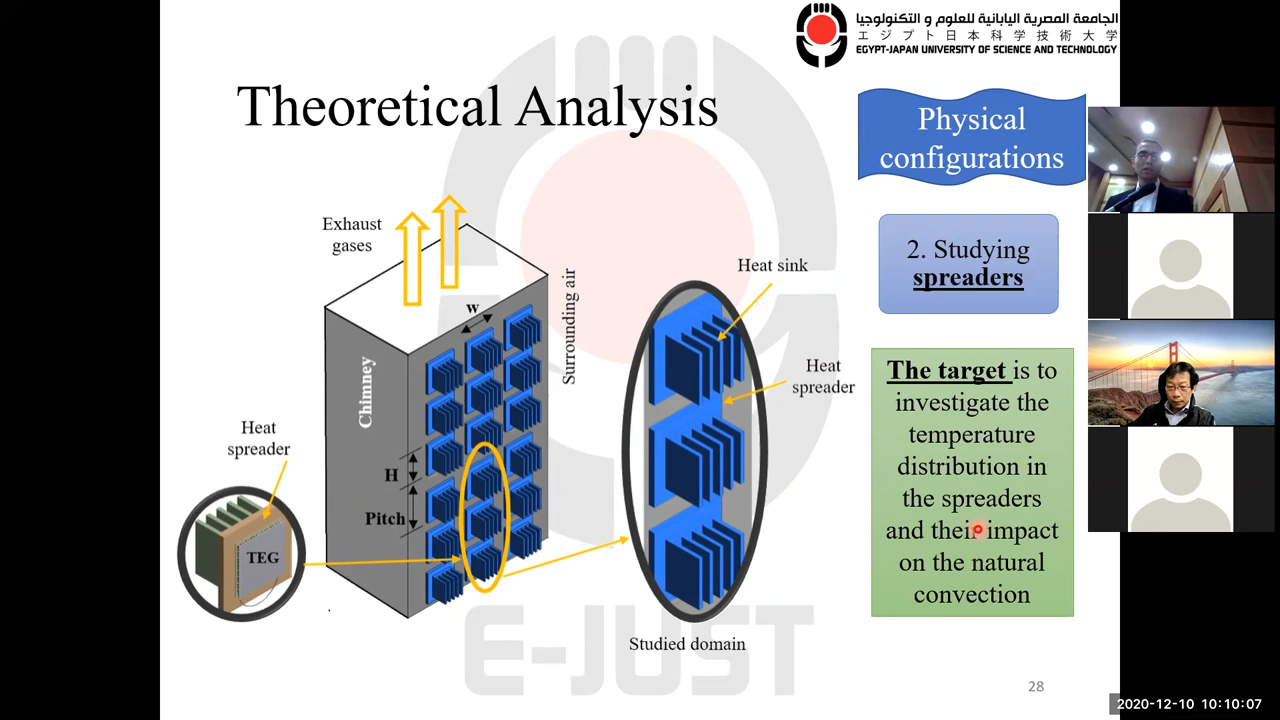 الجامعة المصرية اليابانية للعلوم و التكنولوجيا
エジプト日本科学技術大学
EGYPT-JAPAN UNIVERSITY OF SCIENCE AND TECHNOLOGY
Theoretical Analysis
Physical
configurations
2. Studying
spreaders
The target is to
investigate the
temperature
distribution in
the spreaders
and their impact
on the natural
convection
Exhaust
gases
w
Surrounding air
Chimney
H
Pitch
Heat
spreader
TEG
Heat sink
Heat
spreader
Studied domain
E-JUST
28
2020-12-10 10:10:07